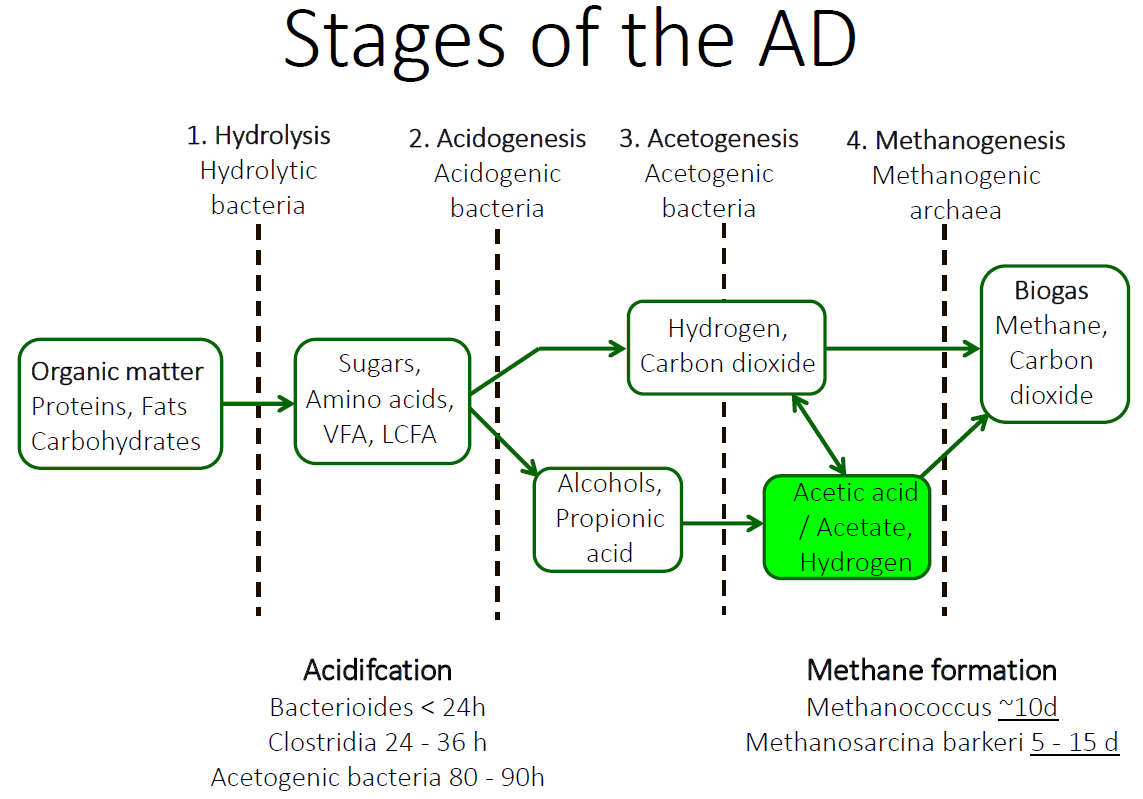 Stages of the AD
1. Hydrolysis
Hydrolytic
bacteria
2. Acidogenesis
Acidogenic
bacteria
3. Acetogenesis
Acetogenic
bacteria
4. Methanogenesis
Methanogenic
archaea
Organic matter
Proteins, Fats
Carbohydrates
Sugars,
Amino acids,
VFA, LCFA
Hydrogen,
Carbon dioxide
Biogas
Methane,
Carbon
dioxide
Alcohols,
Propionic
acid
Acetic acid
/ Acetate,
Hydrogen
Acidifcation
Bacterioides < 24h
Clostridia 24 - 36 h
Acetogenic bacteria 80 - 90h
Methane formation
Methanococcus ~10d
Methanosarcina barkeri 5 - 15 d